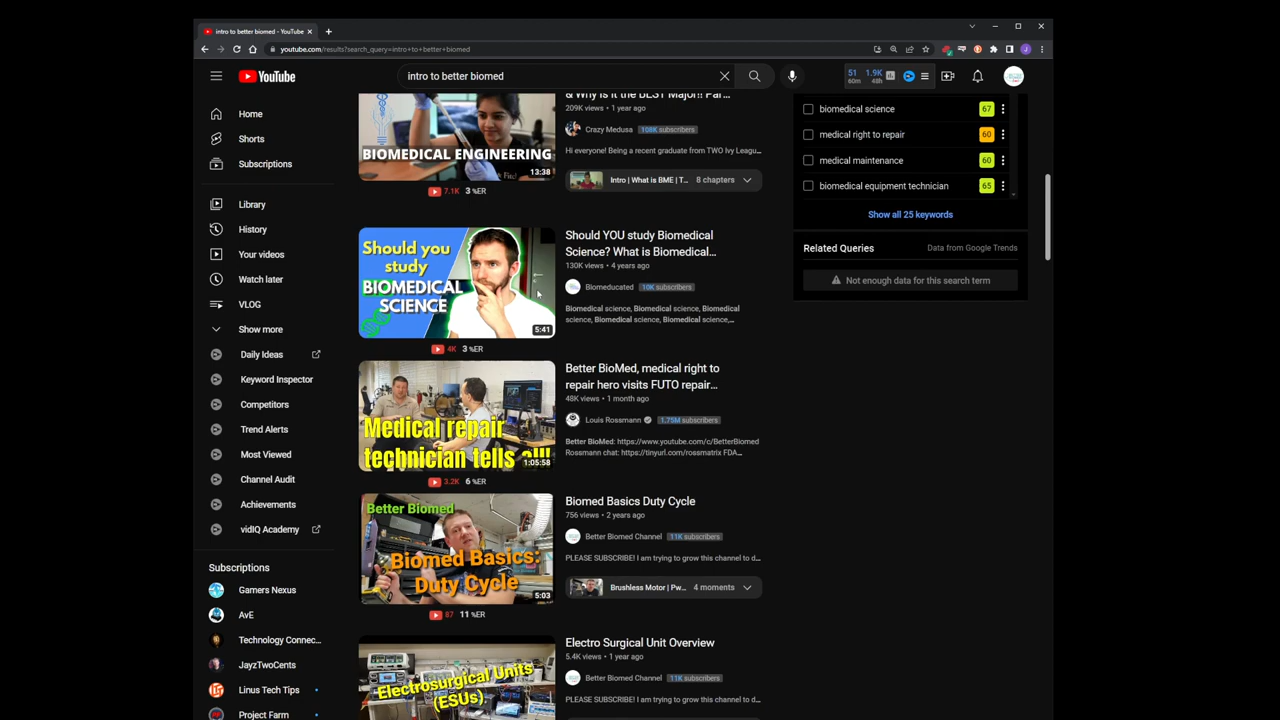 intro to better biomed - YouTube
youtube.com/results?search_query=intro+to+better+biomed
YouTube
intro to better biomed
51
60m
1.9K
48h
J
Home
Shorts
Subscriptions
Library
History
Your videos
Watch later
VLOG
Show more
Daily Ideas
Keyword Inspector
Competitors
Trend Alerts
Most Viewed
Channel Audit
Achievements
vidIQ Academy
Subscriptions
Gamers Nexus
AvE
Technology Connec...
JayzTwoCents
Linus Tech Tips
Project Farm
BIOMEDICAL ENGINEERING
13:38
& Why is it the BEST Major!! Par...
209K views • 1 year ago
Crazy Medusa 108K subscribers
Hi everyone! Being a recent graduate from TWO Ivy Leagu...
Intro | What is BME | T... 8 chapters
7.1K 3 %ER
Should you
study
BIOMEDICAL
SCIENCE
5:41
Should YOU study Biomedical
Science? What is Biomedical...
130K views • 4 years ago
Biomeducated 10K subscribers
Biomedical science, Biomedical science, Biomedical
science, Biomedical science, Biomedical science,...
4K 3 %ER
Medical repair
technician tells all!
1:05:58
Better BioMed, medical right to
repair hero visits FUTO repair...
48K views • 1 month ago
Louis Rossmann 1.75M subscribers
Better BioMed: https://www.youtube.com/c/BetterBiomed
Rossmann chat: https://tinyurl.com/rossmatrix FDA...
3.2K 6 %ER
Better Biomed
Biomed Basics:
Duty Cycle
5:03
Biomed Basics Duty Cycle
756 views • 2 years ago
Better Biomed Channel 11K subscribers
PLEASE SUBSCRIBE! I am trying to grow this channel to d...
Brushless Motor | Pw... 4 moments
87 11 %ER
Electrosurgical Units
(ESUs)
Electro Surgical Unit Overview
5.4K views • 1 year ago
Better Biomed Channel 11K subscribers
PLEASE SUBSCRIBE! I am trying to grow this channel to d...
biomedical science 67
medical right to repair 60
medical maintenance 60
biomedical equipment technician 65
Show all 25 keywords
Related Queries Data from Google Trends
Not enough data for this search term